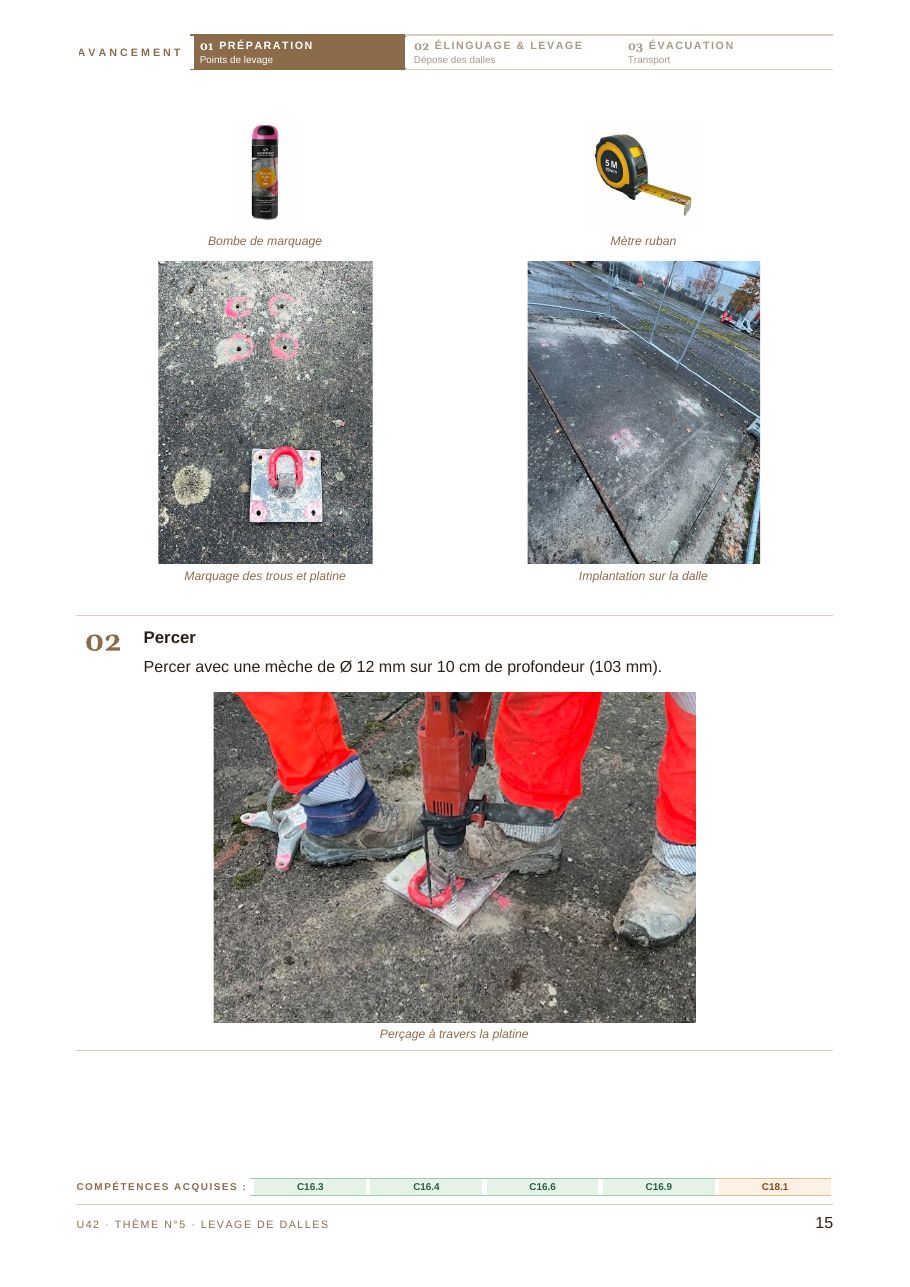 AVANCEMENT
01 PRÉPARATION
Points de levage
02 ÉLINGUAGE & LEVAGE
Dépose des dalles
03 ÉVACUATION
Transport
5 M
Bombe de marquage
Mètre ruban
Marquage des trous et platine
Implantation sur la dalle
02
Percer
Percer avec une mèche de Ø 12 mm sur 10 cm de profondeur (103 mm).
Perçage à travers la platine
COMPÉTENCES ACQUISES :
C16.3
C16.4
C16.6
C16.9
C18.1
U42 · THÈME N°5 · LEVAGE DE DALLES
15